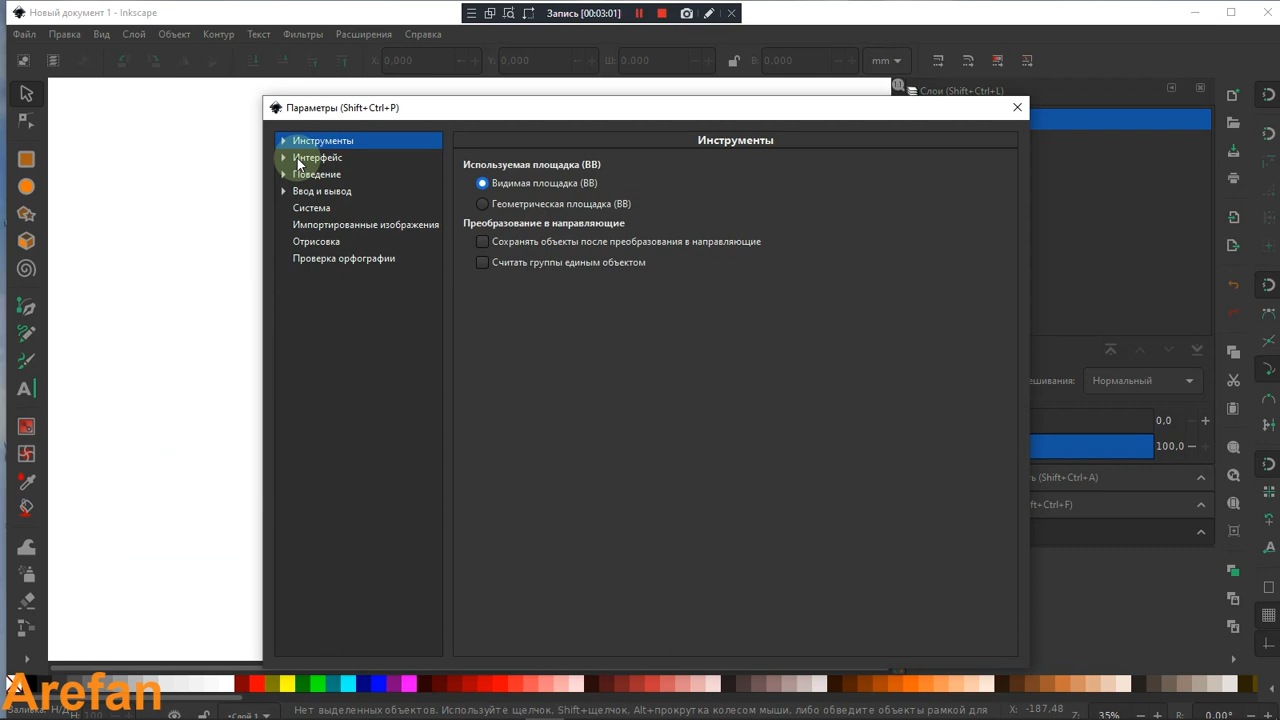 Новый документ 1 - Inkscape
Запись [00:03:01]
Файл Правка Вид Слой Объект Контур Текст Фильтры Расширения Справка
X: 0,000 Y: 0,000 Ш: 0,000 В: 0,000 mm
Слои (Shift+Ctrl+L)
Параметры (Shift+Ctrl+P)
Инструменты
Интерфейс
Поведение
Ввод и вывод
Система
Импортированные изображения
Отрисовка
Проверка орфографии
Инструменты
Используемая площадка (BB)
Видимая площадка (BB)
Геометрическая площадка (BB)
Преобразование в направляющие
Сохранять объекты после преобразования в направляющие
Считать группы единым объектом
ешивания: Нормальный
0,0
100,0
ь (Shift+Ctrl+A)
ft+Ctrl+F)
Arefan
Заливка: Н/Д
Слой 1
Нет выделенных объектов. Используйте щелчок, Shift+щелчок, Alt+прокрутка колесом мыши, либо обведите объекты рамкой для
X: -187,48
Z: 35%
0,00°